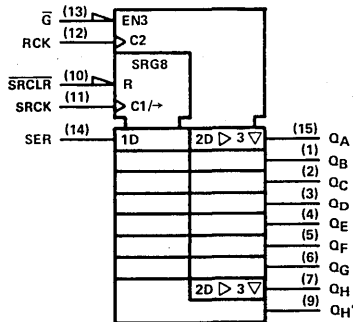 G (13) EN3
RCK (12) C2
SRG8
SRCLR (10) R
SRCK (11) C1/→
SER (14) 1D 2D ▷ 3 ▽ (15) QA
(1) QB
(2) QC
(3) QD
(4) QE
(5) QF
(6) QG
2D ▷ 3 ▽ (7) QH
(9) QH'